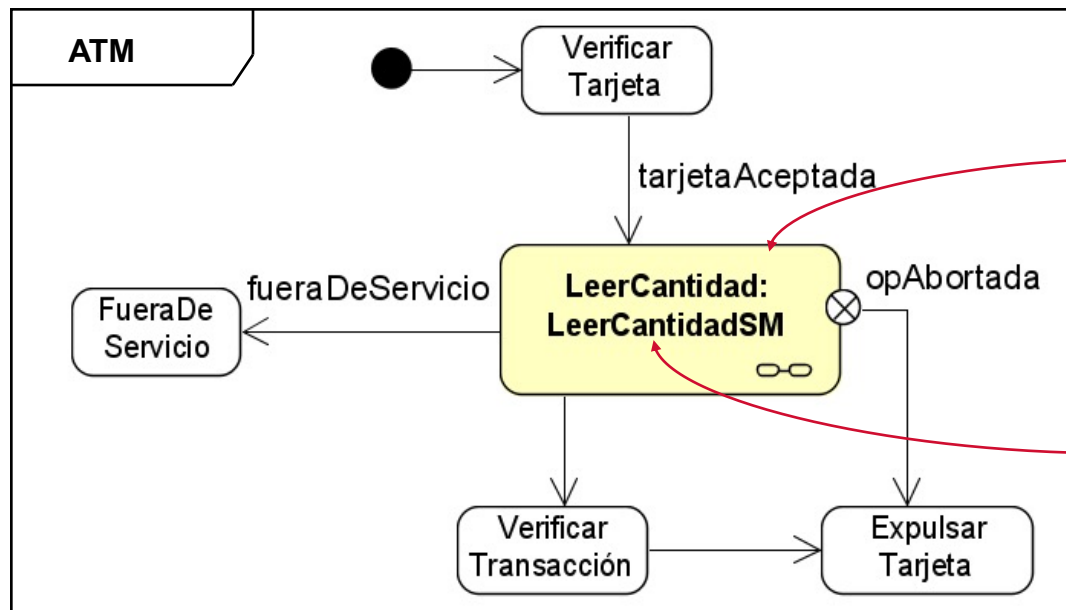 ATM
Verificar
Tarjeta
tarjetaAceptada
LeerCantidad:
LeerCantidadSM
opAbortada
fueraDeServicio
FueraDe
Servicio
Verificar
Transacción
Expulsar
Tarjeta